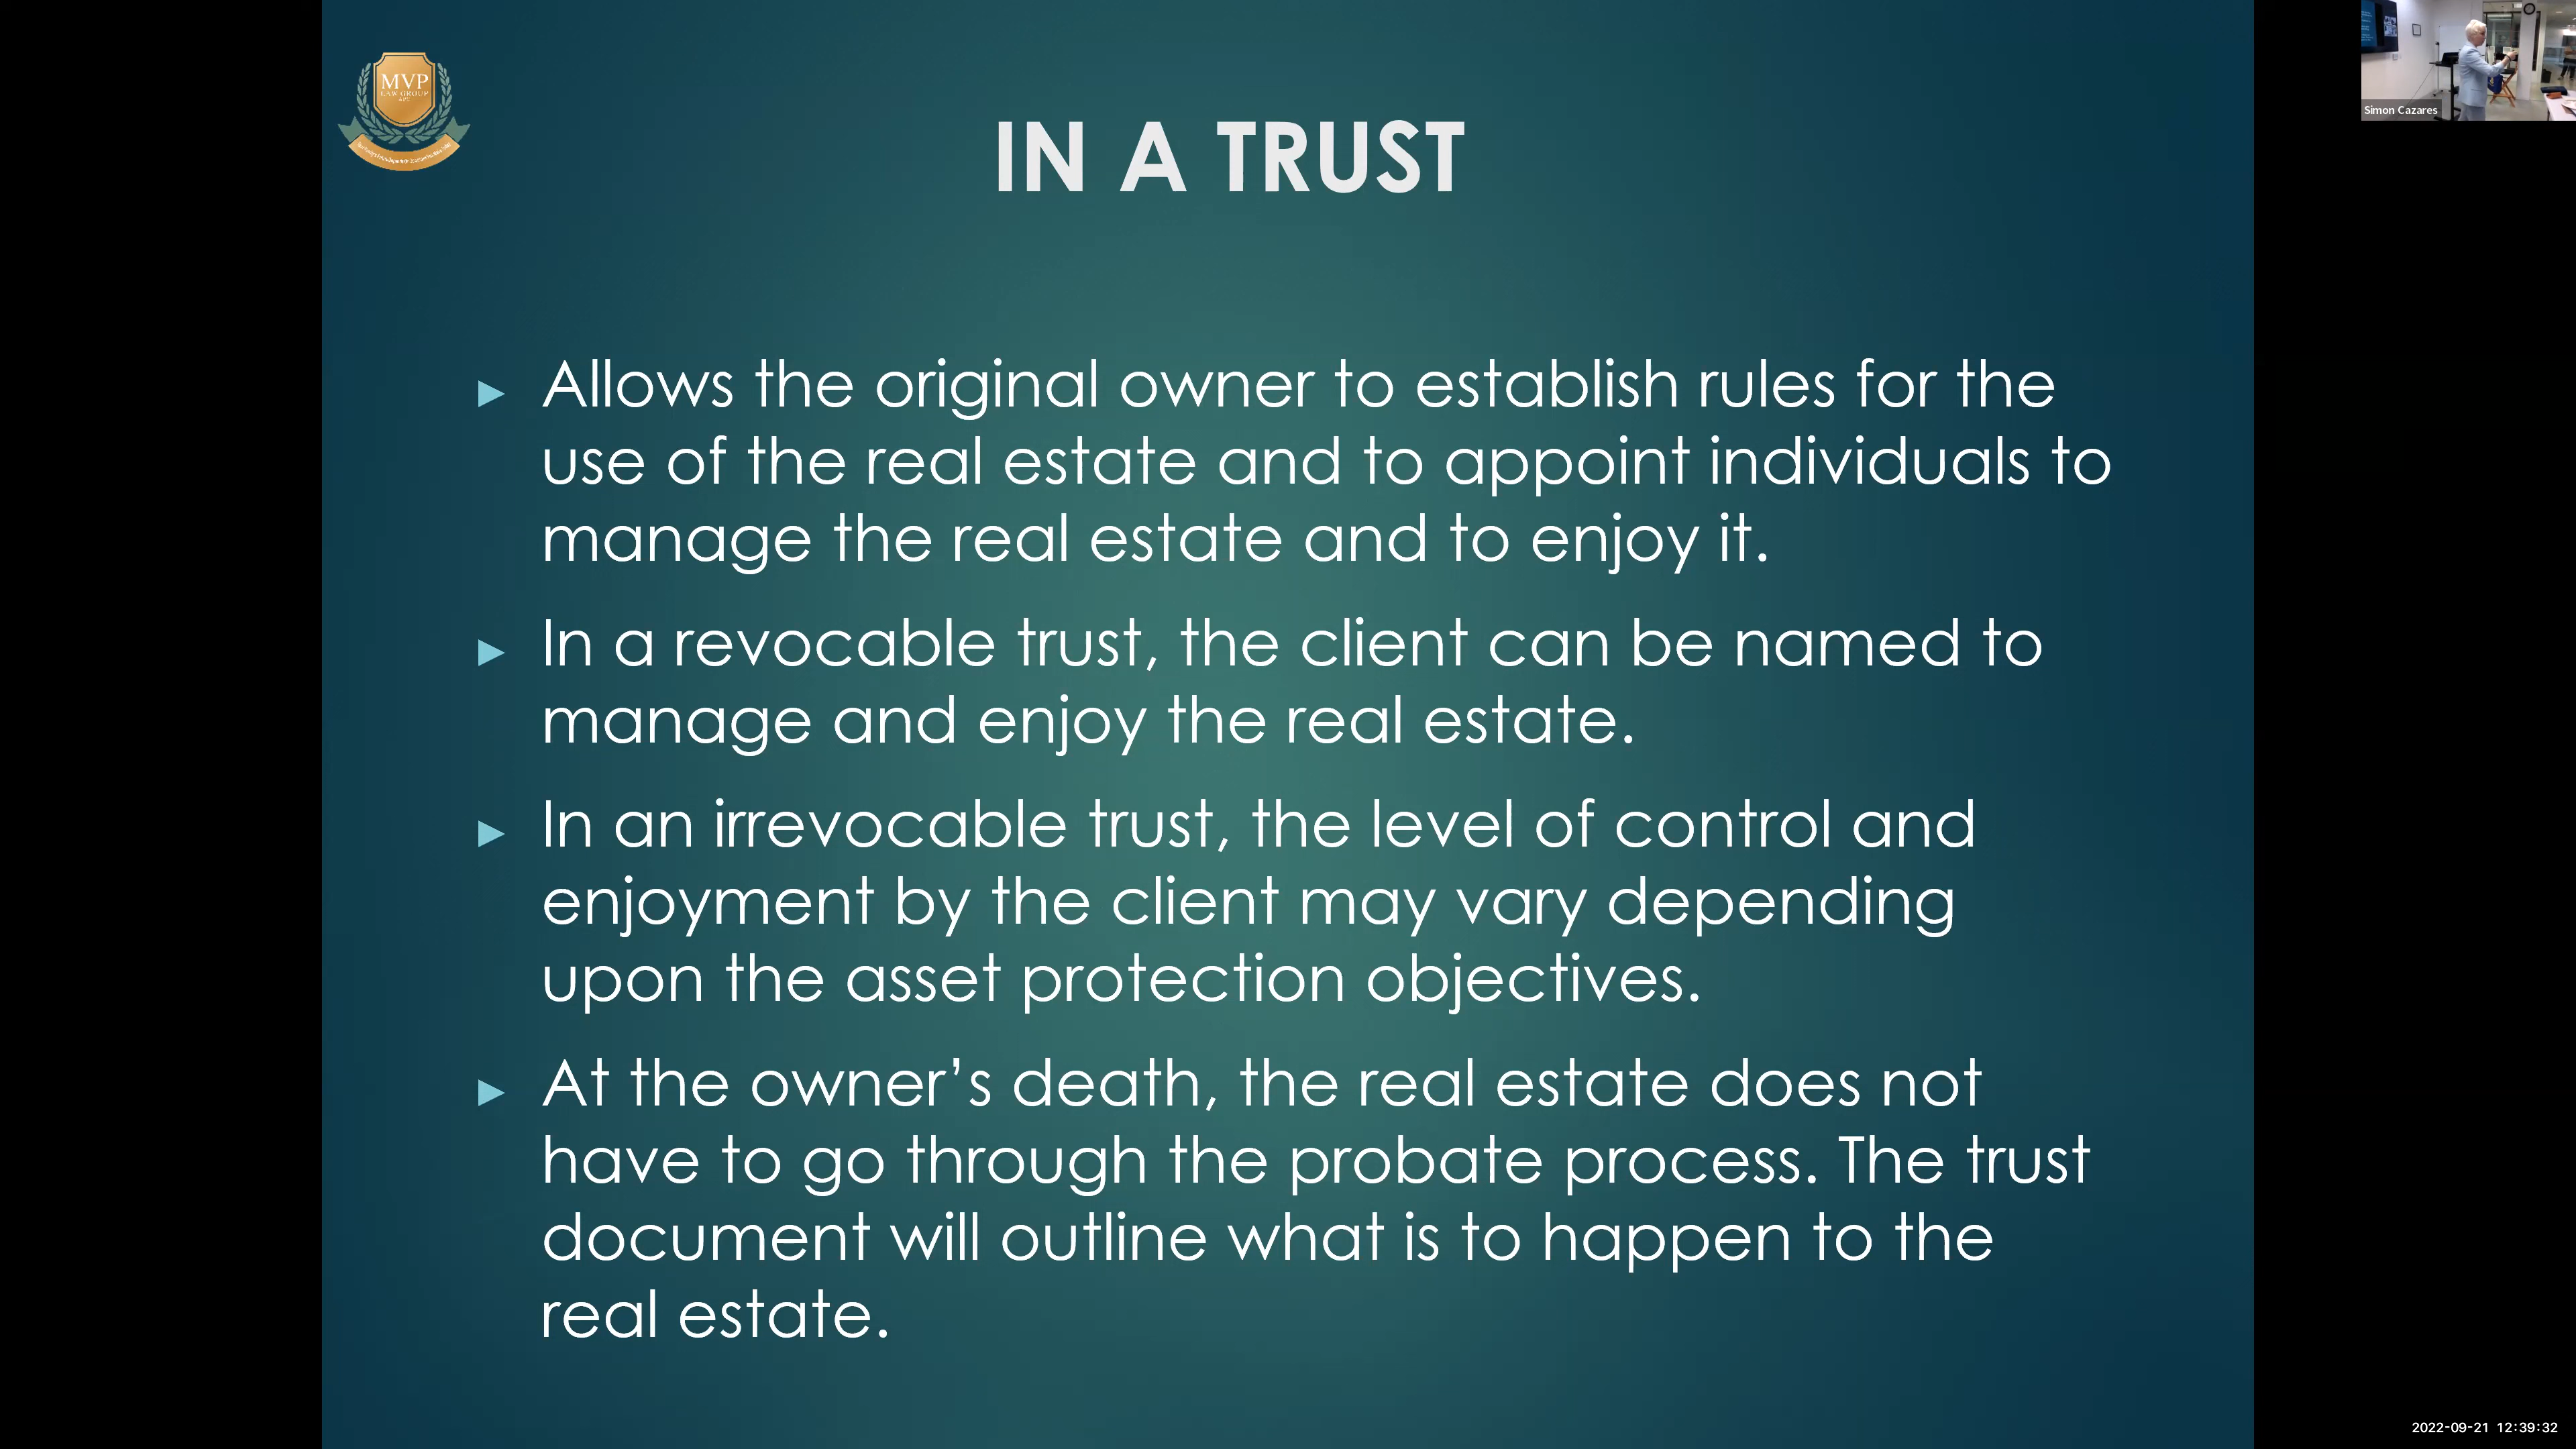 MVP
LAW GROUP
APC
Simon Cazares
IN A TRUST
Allows the original owner to establish rules for the
use of the real estate and to appoint individuals to
manage the real estate and to enjoy it.
In a revocable trust, the client can be named to
manage and enjoy the real estate.
In an irrevocable trust, the level of control and
enjoyment by the client may vary depending
upon the asset protection objectives.
At the owner’s death, the real estate does not
have to go through the probate process. The trust
document will outline what is to happen to the
real estate.
2022-09-21 12:39:32